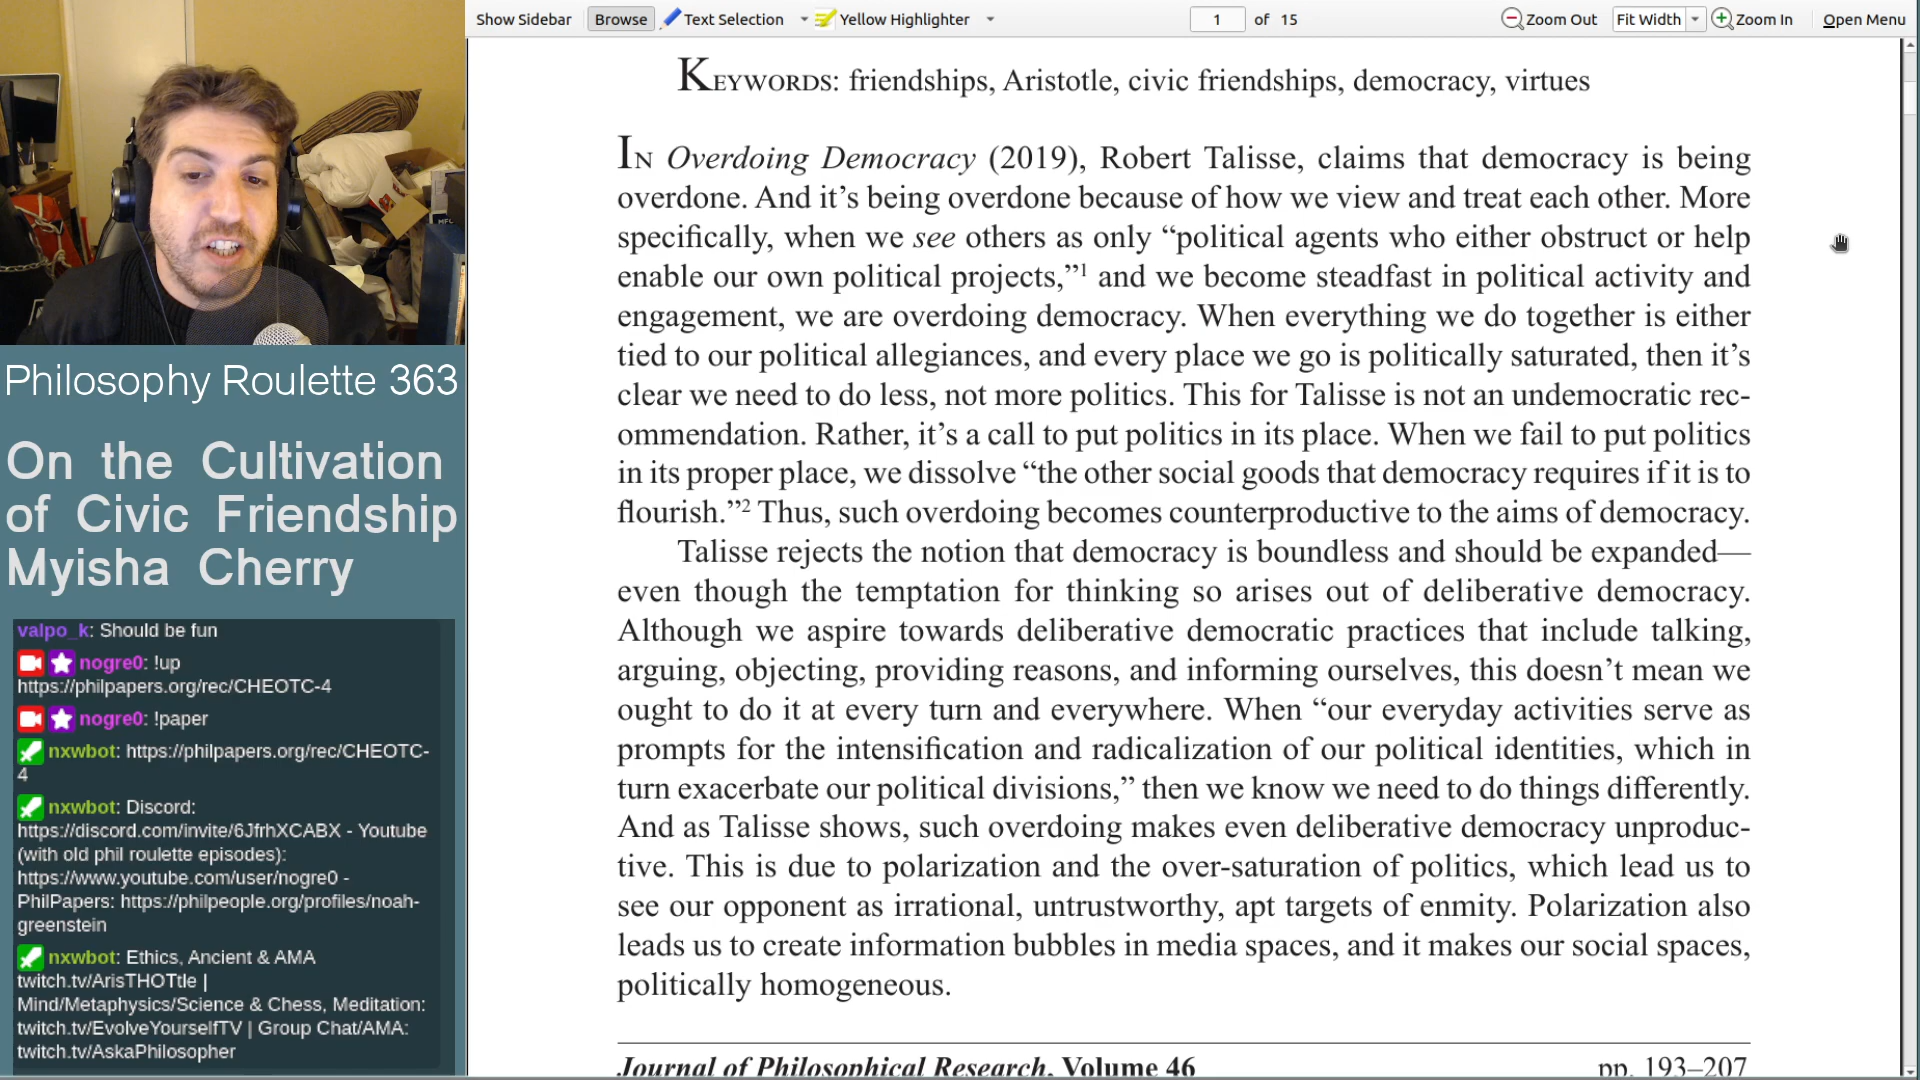 Show Sidebar Browse Text Selection Yellow Highlighter 1 of 15 Zoom Out Fit Width Zoom In Open Menu
KEYWORDS: friendships, Aristotle, civic friendships, democracy, virtues
IN Overdoing Democracy (2019), Robert Talisse, claims that democracy is being
overdone. And it’s being overdone because of how we view and treat each other. More
specifically, when we see others as only “political agents who either obstruct or help
enable our own political projects,”1 and we become steadfast in political activity and
engagement, we are overdoing democracy. When everything we do together is either
tied to our political allegiances, and every place we go is politically saturated, then it’s
clear we need to do less, not more politics. This for Talisse is not an undemocratic rec-
ommendation. Rather, it’s a call to put politics in its place. When we fail to put politics
in its proper place, we dissolve “the other social goods that democracy requires if it is to
flourish.”2 Thus, such overdoing becomes counterproductive to the aims of democracy.
Talisse rejects the notion that democracy is boundless and should be expanded—
even though the temptation for thinking so arises out of deliberative democracy.
Although we aspire towards deliberative democratic practices that include talking,
arguing, objecting, providing reasons, and informing ourselves, this doesn’t mean we
ought to do it at every turn and everywhere. When “our everyday activities serve as
prompts for the intensification and radicalization of our political identities, which in
turn exacerbate our political divisions,” then we know we need to do things differently.
And as Talisse shows, such overdoing makes even deliberative democracy unproduc-
tive. This is due to polarization and the over-saturation of politics, which lead us to
see our opponent as irrational, untrustworthy, apt targets of enmity. Polarization also
leads us to create information bubbles in media spaces, and it makes our social spaces,
politically homogeneous.
Journal of Philosophical Research, Volume 46 pp. 193–207
Philosophy Roulette 363
On the Cultivation
of Civic Friendship
Myisha Cherry
valpo_k: Should be fun
nogre0: !up
https://philpapers.org/rec/CHEOTC-4
nogre0: !paper
nxwbot: https://philpapers.org/rec/CHEOTC-
4
nxwbot: Discord:
https://discord.com/invite/6JfrhXCABX - Youtube
(with old phil roulette episodes):
https://www.youtube.com/user/nogre0 -
PhilPapers: https://philpeople.org/profiles/noah-
greenstein
nxwbot: Ethics, Ancient & AMA
twitch.tv/ArisTHOTtle |
Mind/Metaphysics/Science & Chess, Meditation:
twitch.tv/EvolveYourselfTV | Group Chat/AMA:
twitch.tv/AskaPhilosopher